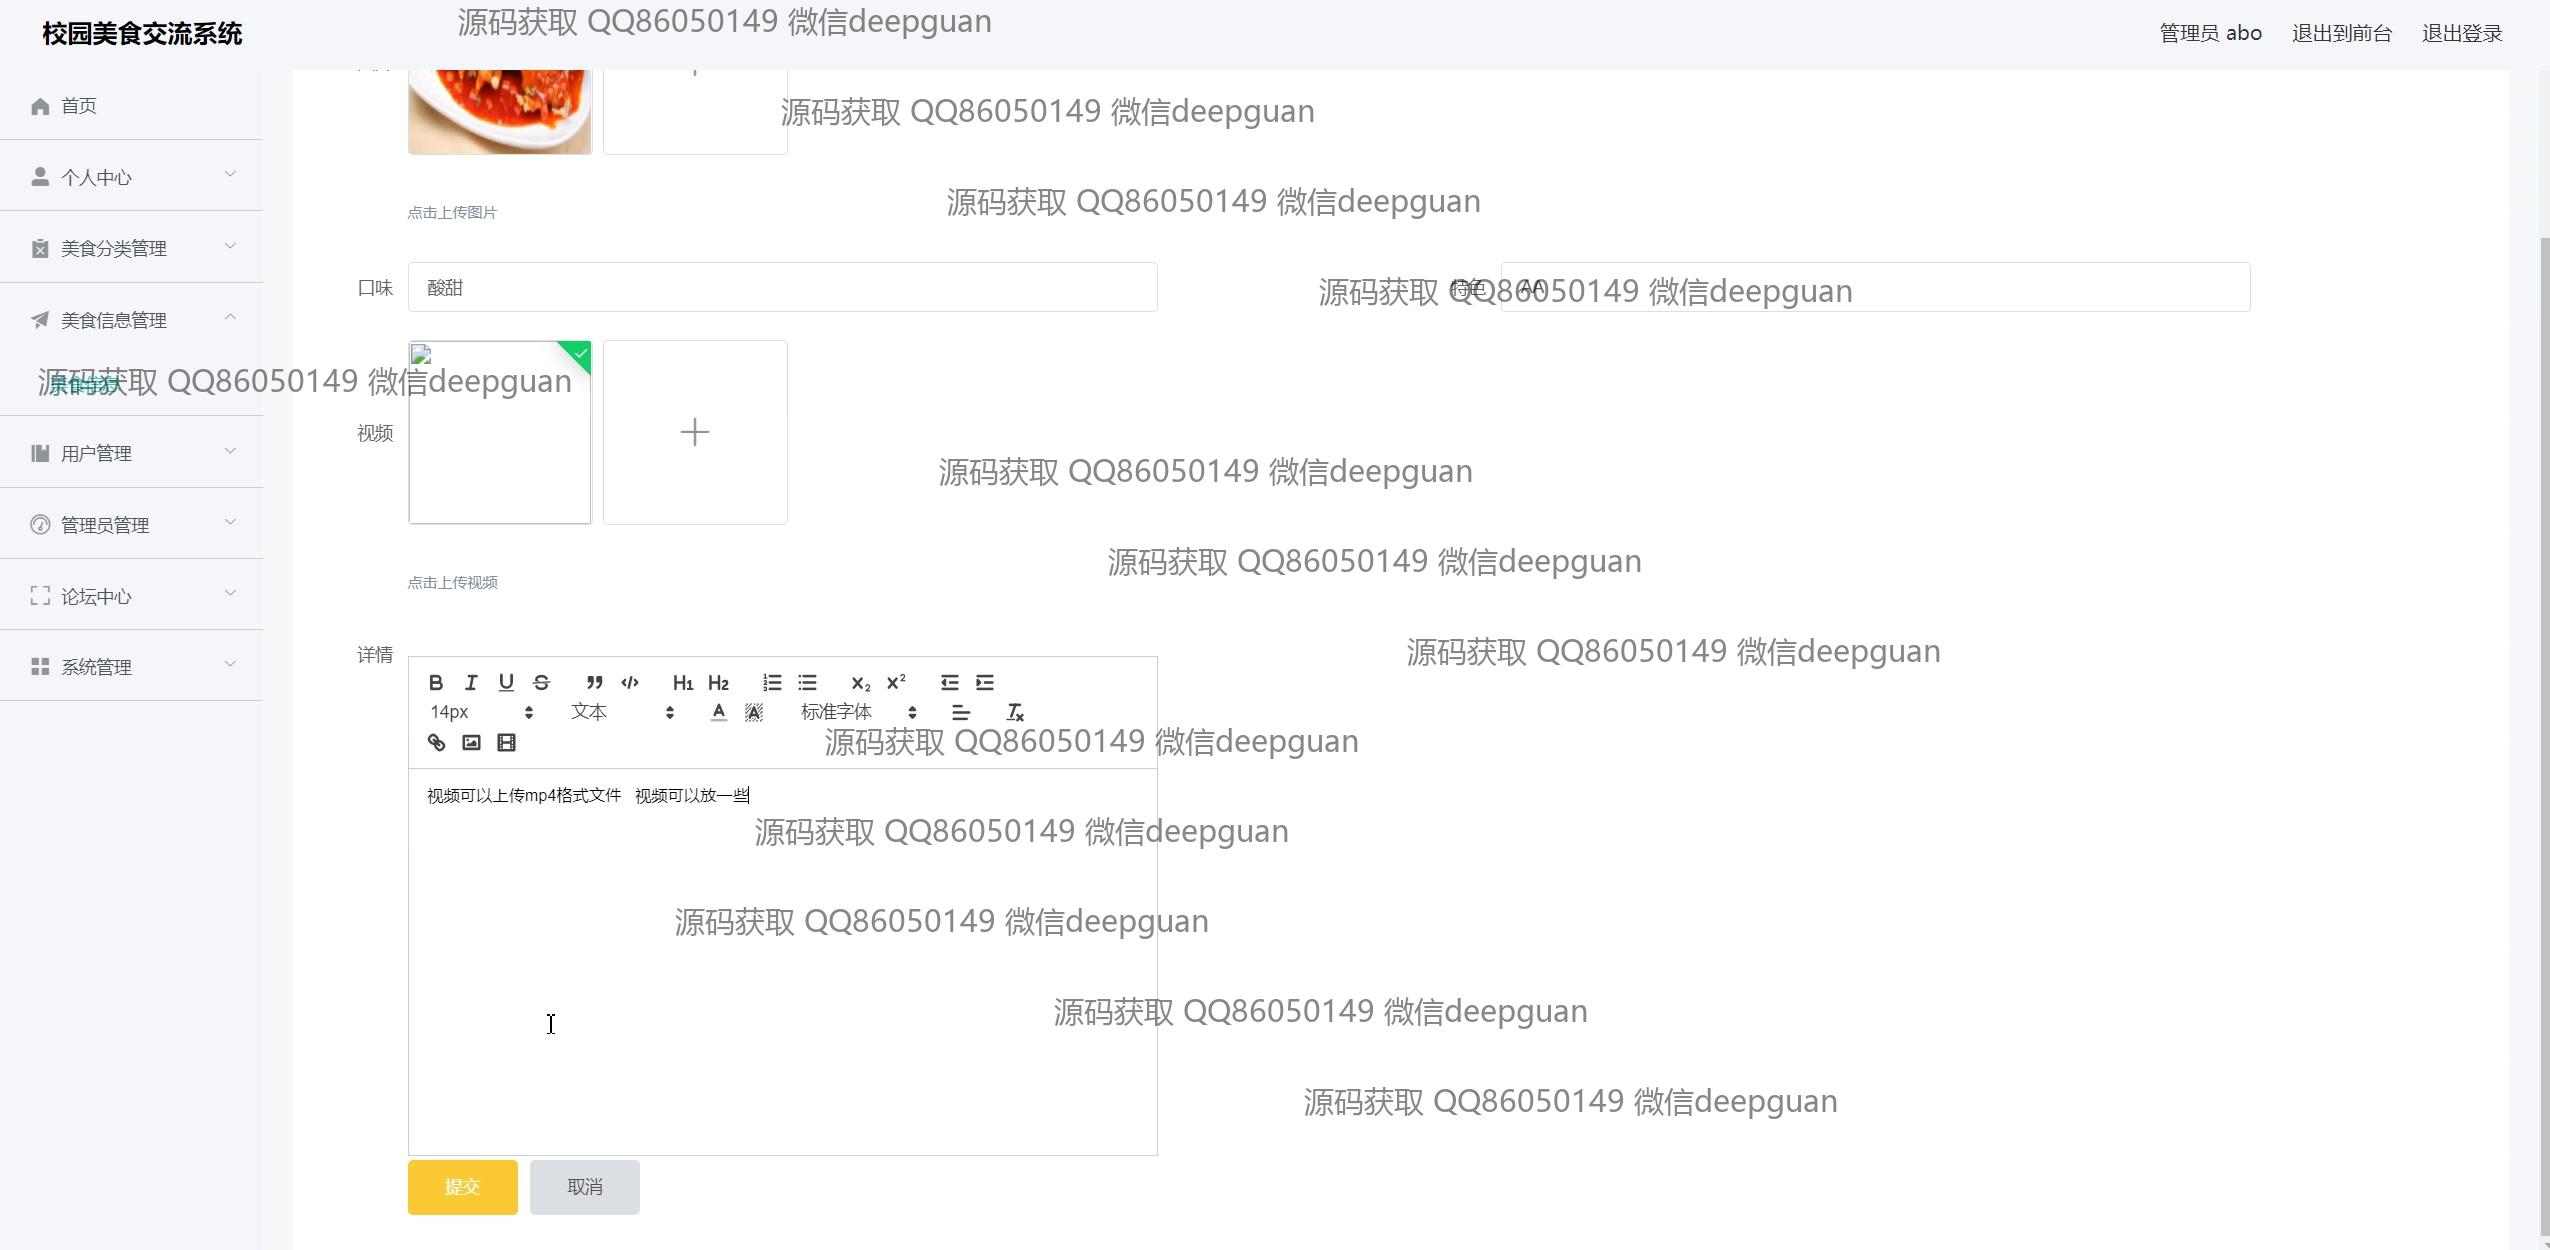 校园美食交流系统
源码获取 QQ86050149 微信deepguan
管理员 abo
退出到前台
退出登录
首页
源码获取 QQ86050149 微信deepguan
个人中心
源码获取 QQ86050149 微信deepguan
点击上传图片
美食分类管理
口味
酸甜
特色
AA
源码获取 QQ86050149 微信deepguan
美食信息管理
美食信息
源码获取 QQ86050149 微信deepguan
视频
用户管理
源码获取 QQ86050149 微信deepguan
管理员管理
源码获取 QQ86050149 微信deepguan
点击上传视频
论坛中心
详情
源码获取 QQ86050149 微信deepguan
系统管理
B I U S H1 H2 X2 X2
14px 文本 A A 标准字体
源码获取 QQ86050149 微信deepguan
视频可以上传mp4格式文件 视频可以放一些
源码获取 QQ86050149 微信deepguan
源码获取 QQ86050149 微信deepguan
源码获取 QQ86050149 微信deepguan
源码获取 QQ86050149 微信deepguan
提交
取消